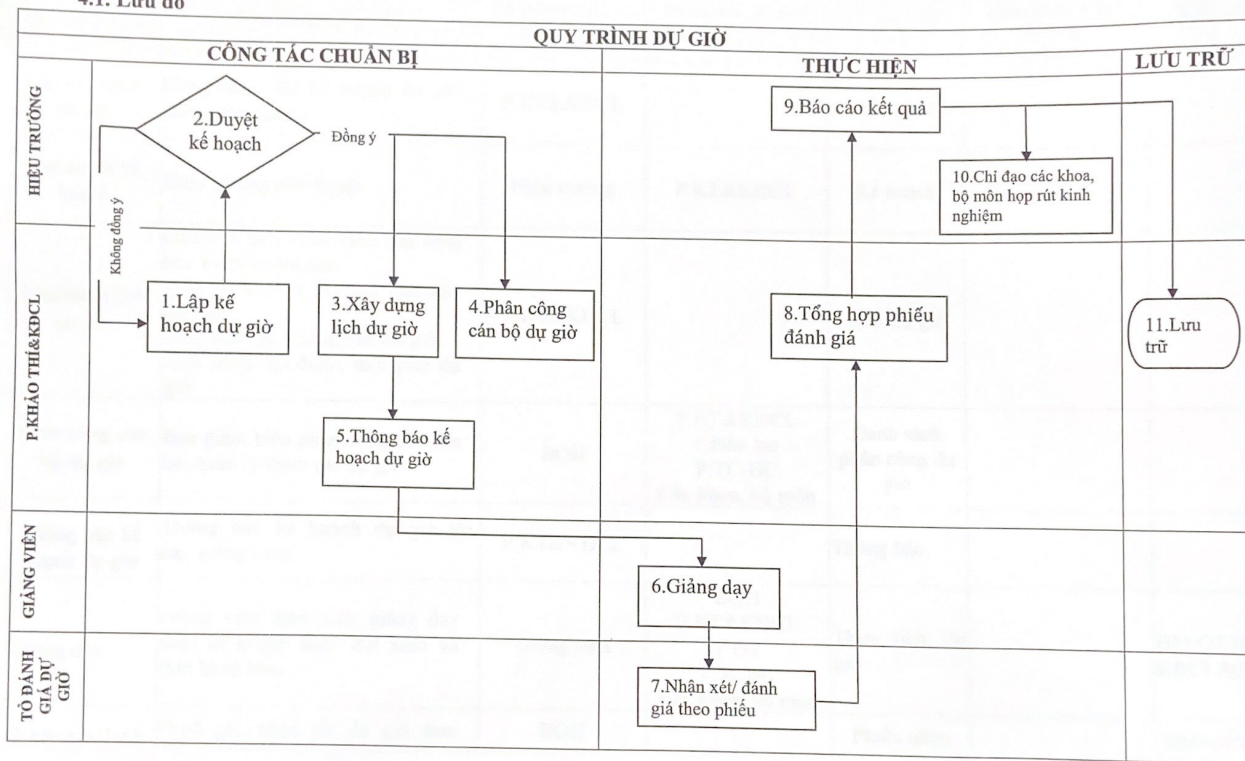 4.1. Lưu đồ
QUY TRÌNH DỰ GIỜ
CÔNG TÁC CHUẨN BỊ
THỰC HIỆN
LƯU TRỮ
HIỆU TRƯỞNG
2.Duyệt
kế hoạch
Đồng ý
Không đồng ý
9.Báo cáo kết quả
10.Chỉ đạo các khoa,
bộ môn họp rút kinh
nghiệm
P.KHẢO THÍ&KĐCL
1.Lập kế
hoạch dự giờ
3.Xây dựng
lịch dự giờ
4.Phân công
cán bộ dự giờ
8.Tổng hợp phiếu
đánh giá
11.Lưu
trữ
5.Thông báo kế
hoạch dự giờ
GIẢNG VIÊN
6.Giảng dạy
TỔ ĐÁNH
GIÁ DỰ
GIỜ
7.Nhận xét/ đánh
giá theo phiếu